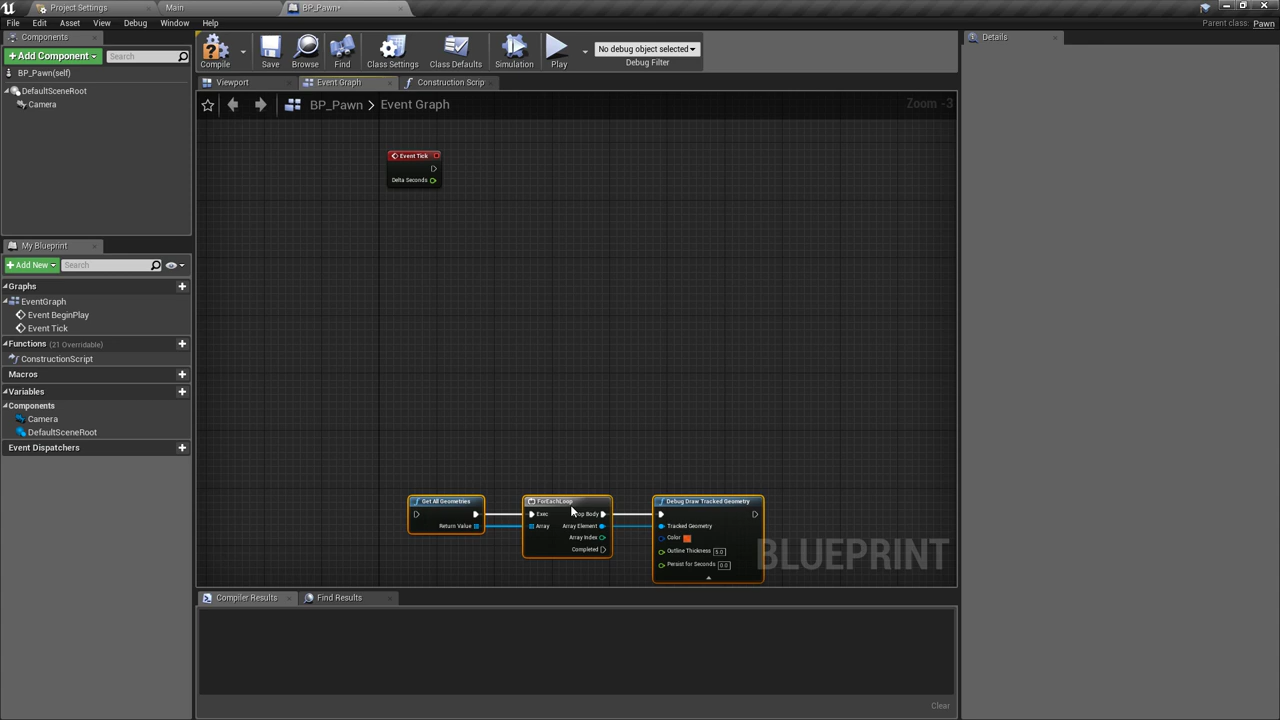 Project Settings
Main
BP_Pawn*
File Edit Asset View Debug Window Help
Parent class: Pawn
Components
Details
+ Add Component
Search
BP_Pawn(self)
DefaultSceneRoot
Camera
Compile
Save
Browse
Find
Class Settings
Class Defaults
Simulation
Play
No debug object selected
Debug Filter
Viewport
Event Graph
Construction Scrip
BP_Pawn > Event Graph
Zoom -3
Event Tick
Delta Seconds
My Blueprint
+ Add New
Search
Graphs
EventGraph
Event BeginPlay
Event Tick
Functions (21 Overridable)
ConstructionScript
Macros
Variables
Components
Camera
DefaultSceneRoot
Event Dispatchers
Get All Geometries
Return Value
ForEachLoop
Exec
op Body
Array
Array Element
Array Index
Completed
Debug Draw Tracked Geometry
Tracked Geometry
Color
Outline Thickness 5.0
Persist for Seconds 0.0
BLUEPRINT
Compiler Results
Find Results
Clear